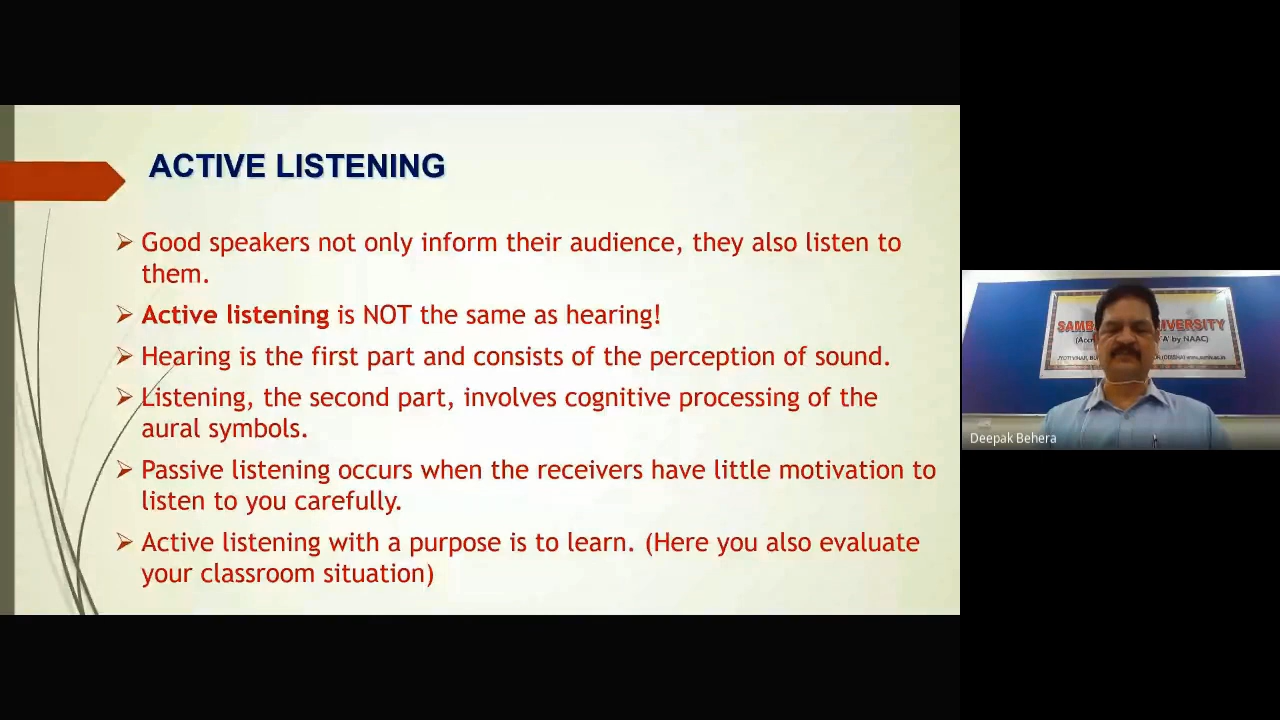 ACTIVE LISTENING
➢ Good speakers not only inform their audience, they also listen to
them.
➢ Active listening is NOT the same as hearing!
➢ Hearing is the first part and consists of the perception of sound.
➢ Listening, the second part, involves cognitive processing of the
aural symbols.
➢ Passive listening occurs when the receivers have little motivation to
listen to you carefully.
➢ Active listening with a purpose is to learn. (Here you also evaluate
your classroom situation)
by NAAC)
Deepak Behera